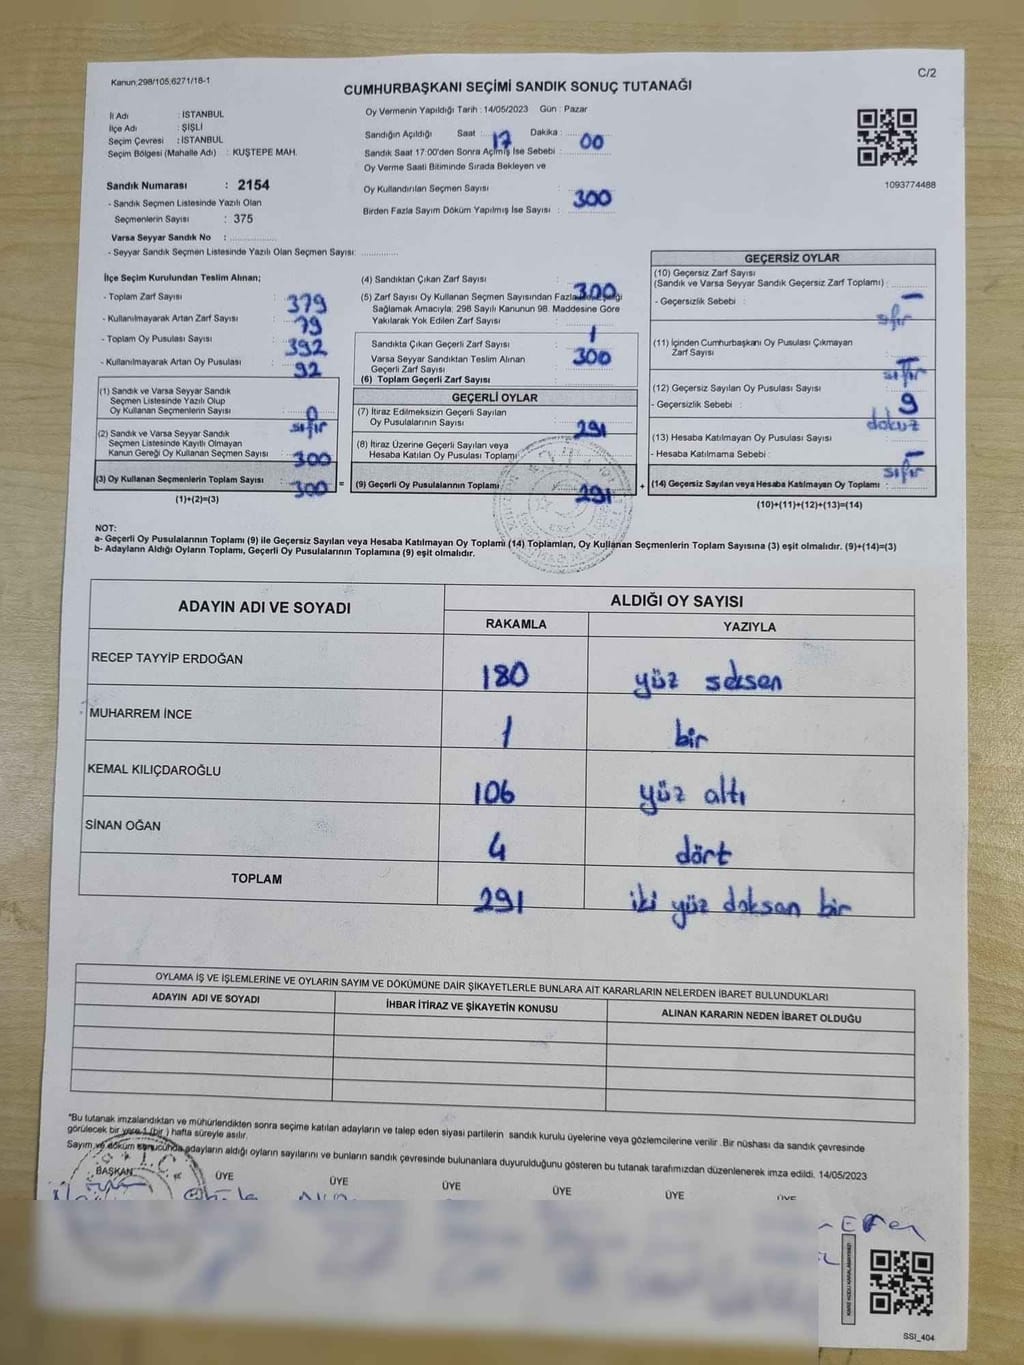 Kanun,298/105,6271/18-1
C/2
CUMHURBAŞKANI SEÇİMİ SANDIK SONUÇ TUTANAĞI
İl Adı : İSTANBUL
İlçe Adı : ŞİŞLİ
Seçim Çevresi : İSTANBUL
Seçim Bölgesi (Mahalle Adı) : KUŞTEPE MAH.
Oy Vermenin Yapıldığı Tarih : 14/05/2023 Gün : Pazar
Sandığın Açıldığı Saat : 17 Dakika : 00
Sandık Saat 17:00'den Sonra Açılmış İse Sebebi :
Oy Verme Saati Bitiminde Sırada Bekleyen ve
Oy Kullandırılan Seçmen Sayısı : 300
Birden Fazla Sayım Döküm Yapılmış İse Sayısı :
1093774488
Sandık Numarası : 2154
- Sandık Seçmen Listesinde Yazılı Olan
Seçmenlerin Sayısı : 375
Varsa Seyyar Sandık No :
- Seyyar Sandık Seçmen Listesinde Yazılı Olan Seçmen Sayısı:
İlçe Seçim Kurulundan Teslim Alınan;
- Toplam Zarf Sayısı : 379
- Kullanılmayarak Artan Zarf Sayısı : 79
- Toplam Oy Pusulası Sayısı : 392
- Kullanılmayarak Artan Oy Pusulası : 92
(1) Sandık ve Varsa Seyyar Sandık
Seçmen Listesinde Yazılı Olup
Oy Kullanan Seçmenlerin Sayısı : 0
sıfır
(2) Sandık ve Varsa Seyyar Sandık
Seçmen Listesinde Kayıtlı Olmayan
Kanun Gereği Oy Kullanan Seçmen Sayısı : 300
(3) Oy Kullanan Seçmenlerin Toplam Sayısı : 300
(1)+(2)=(3)
(4) Sandıktan Çıkan Zarf Sayısı : 300
(5) Zarf Sayısı Oy Kullanan Seçmen Sayısından Fazla İse, Eşitliği
Sağlamak Amacıyla; 298 Sayılı Kanunun 98. Maddesine Göre
Yakılarak Yok Edilen Zarf Sayısı :
Sandıkta Çıkan Geçerli Zarf Sayısı : 1
Varsa Seyyar Sandıktan Teslim Alınan : 300
Geçerli Zarf Sayısı
(6) Toplam Geçerli Zarf Sayısı :
GEÇERLİ OYLAR
(7) İtiraz Edilmeksizin Geçerli Sayılan
Oy Pusulalarının Sayısı : 291
(8) İtiraz Üzerine Geçerli Sayılan veya
Hesaba Katılan Oy Pusulası Toplamı
(9) Geçerli Oy Pusulalarının Toplamı : 291
GEÇERSİZ OYLAR
(10) Geçersiz Zarf Sayısı
(Sandık ve Varsa Seyyar Sandık Geçersiz Zarf Toplamı) :
- Geçersizlik Sebebi : —
sıfır
(11) İçinden Cumhurbaşkanı Oy Pusulası Çıkmayan
Zarf Sayısı :
sıfır
(12) Geçersiz Sayılan Oy Pusulası Sayısı :
- Geçersizlik Sebebi : 9
dokuz
(13) Hesaba Katılmayan Oy Pusulası Sayısı :
- Hesaba Katılmama Sebebi : —
sıfır
(14) Geçersiz Sayılan veya Hesaba Katılmayan Oy Toplamı :
(10)+(11)+(12)+(13)=(14)
NOT:
a- Geçerli Oy Pusulalarının Toplamı (9) ile Geçersiz Sayılan veya Hesaba Katılmayan Oy Toplamı (14) Toplamları, Oy Kullanan Seçmenlerin Toplam Sayısına (3) eşit olmalıdır. (9)+(14)=(3)
b- Adayların Aldığı Oyların Toplamı, Geçerli Oy Pusulalarının Toplamına (9) eşit olmalıdır.
ADAYIN ADI VE SOYADI
ALDIĞI OY SAYISI
RAKAMLA YAZIYLA
RECEP TAYYİP ERDOĞAN 180 yüz seksen
MUHARREM İNCE 1 bir
KEMAL KILIÇDAROĞLU 106 yüz altı
SİNAN OĞAN 4 dört
TOPLAM 291 iki yüz doksan bir
OYLAMA İŞ VE İŞLEMLERİNE VE OYLARIN SAYIM VE DÖKÜMÜNE DAİR ŞİKAYETLERLE BUNLARA AİT KARARLARIN NELERDEN İBARET BULUNDUKLARI
ADAYIN ADI VE SOYADI İHBAR İTİRAZ VE ŞİKAYETİN KONUSU ALINAN KARARIN NEDEN İBARET OLDUĞU
"Bu tutanak imzalandıktan ve mühürlendikten sonra seçime katılan adayların ve talep eden siyasi partilerin sandık kurulu üyelerine veya gözlemcilerine verilir .Bir nüshası da sandık çevresinde
görülecek bir yere 1 (bir ) hafta süreyle asılır.
Sayım ve döküm sonucunda adayların aldığı oyların sayılarını ve bunların sandık çevresinde bulunanlara duyurulduğunu gösteren bu tutanak tarafımızdan düzenlenerek imza edildi. 14/05/2023
BAŞKAN ÜYE ÜYE ÜYE ÜYE ÜYE ÜYE
SSI_404